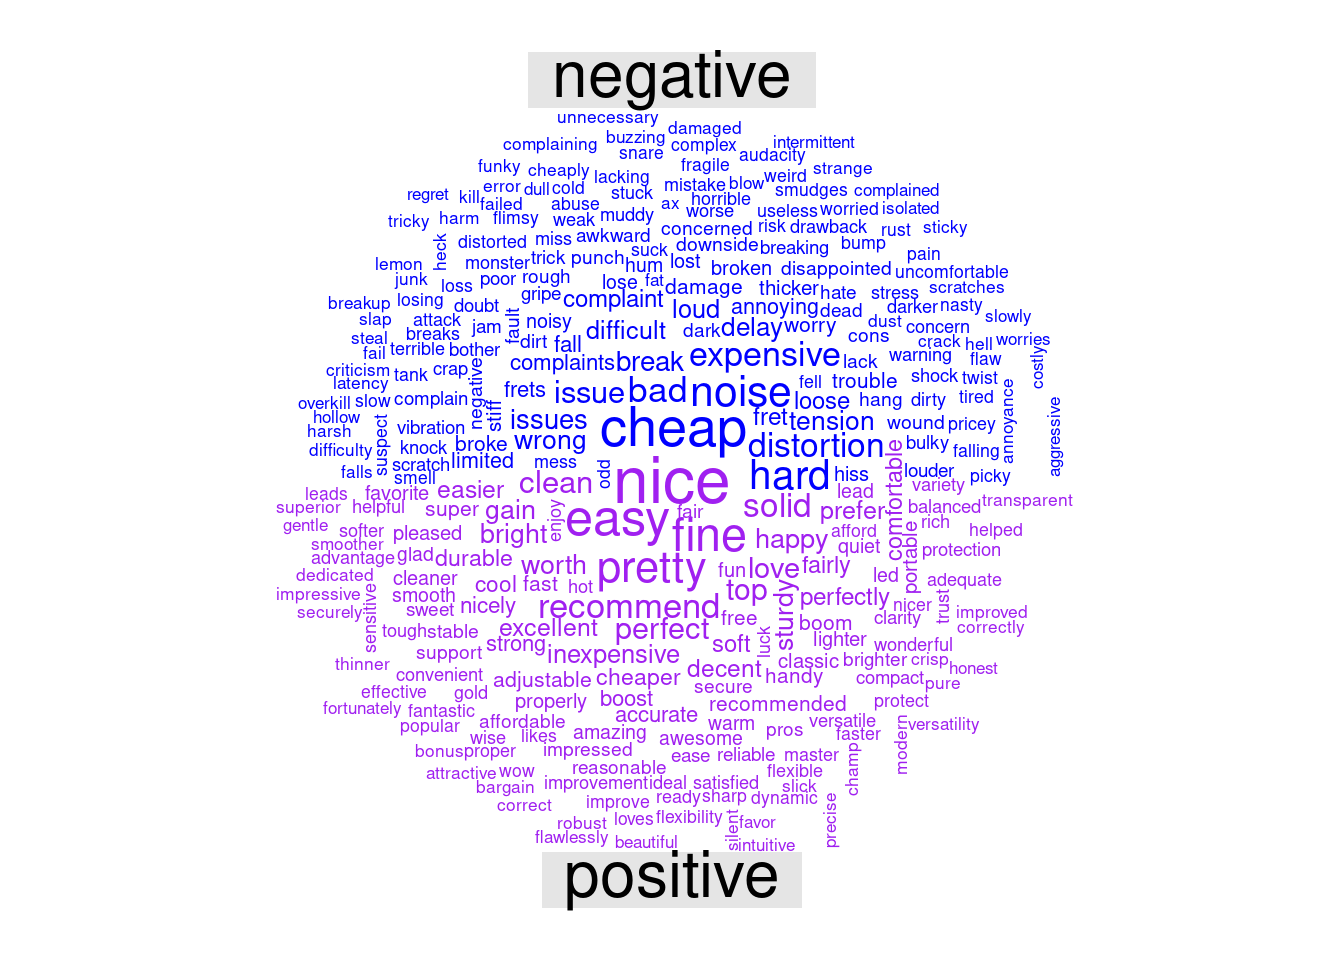 negative
unnecessary
buzzing damaged
complaining complex intermittent
snare audacity
funky cheaply fragile strange
lacking weird
regret kill error dull cold stuck mistake blow smudges complained
failed abuse ax horrible
tricky harm flimsy weak muddy worse useless worried isolated
heck distorted miss awkward concerned risk drawback rust sticky
suck downside breaking bump
lemon monster trick punch hum lost broken disappointed pain
junk loss poor rough lose fat damage thicker hate stress uncomfortable scratches
breakup losing doubt gripe complaint loud annoying dead darker nasty
slap attack jam fault noisy difficult dark delay worry dust concern slowly
steal breaks dirt fall cons crack hell worries
fail terrible bother complaints break expensive lack warning flaw costly
criticism tank crap negative
latency frets issue bad noise fell trouble shock twist
overkill slow complain stiff loose hang dirty tired annoyance
hollow suspect vibration issues cheap fret tension wound pricey aggressive
harsh
difficulty knock broke wrong distortion bulky falling
falls scratch limited mess odd hard hiss louder picky
smell nice comfortable
leads favorite easier clean lead variety
superior helpful super gain enjoy easy fair solid prefer balanced transparent
gentle softer pleased bright fine afford rich helped
smoother happy quiet portable
advantage glad durable worth protection
dedicated cleaner pretty fun love fairly led adequate
impressive sensitive smooth cool fast hot top sturdy perfectly trust
securely sweet nicely recommend free nicer clarity improved
tough stable excellent perfect luck boom correctly
support strong inexpensive soft lighter wonderful
thinner decent classic brighter crisp honest
convenient adjustable cheaper handy compact pure
effective gold secure
fortunately fantastic properly boost recommended protect
popular affordable accurate warm versatile modern versatility
wise likes amazing awesome pros faster
bonus proper impressed ease reliable master champ
attractive wow reasonable flexible
bargain improvement ideal satisfied slick
correct improve ready sharp dynamic precise
robust loves flexibility silent favor
flawlessly beautiful intuitive
positive